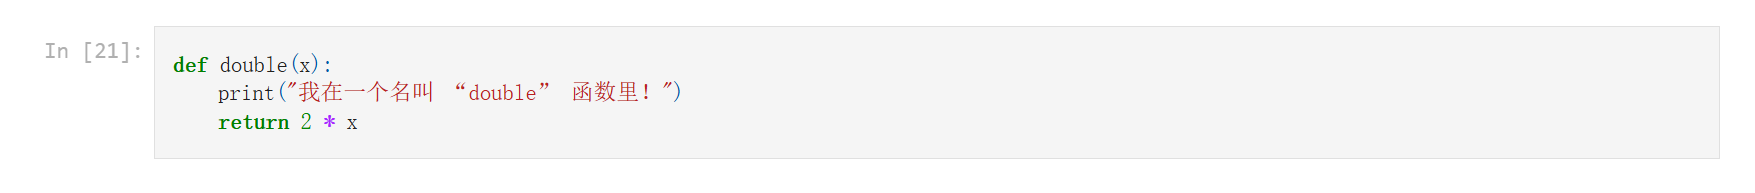 In [21]:
def double(x):
    print("我在一个名叫 “double” 函数里！")
    return 2 * x